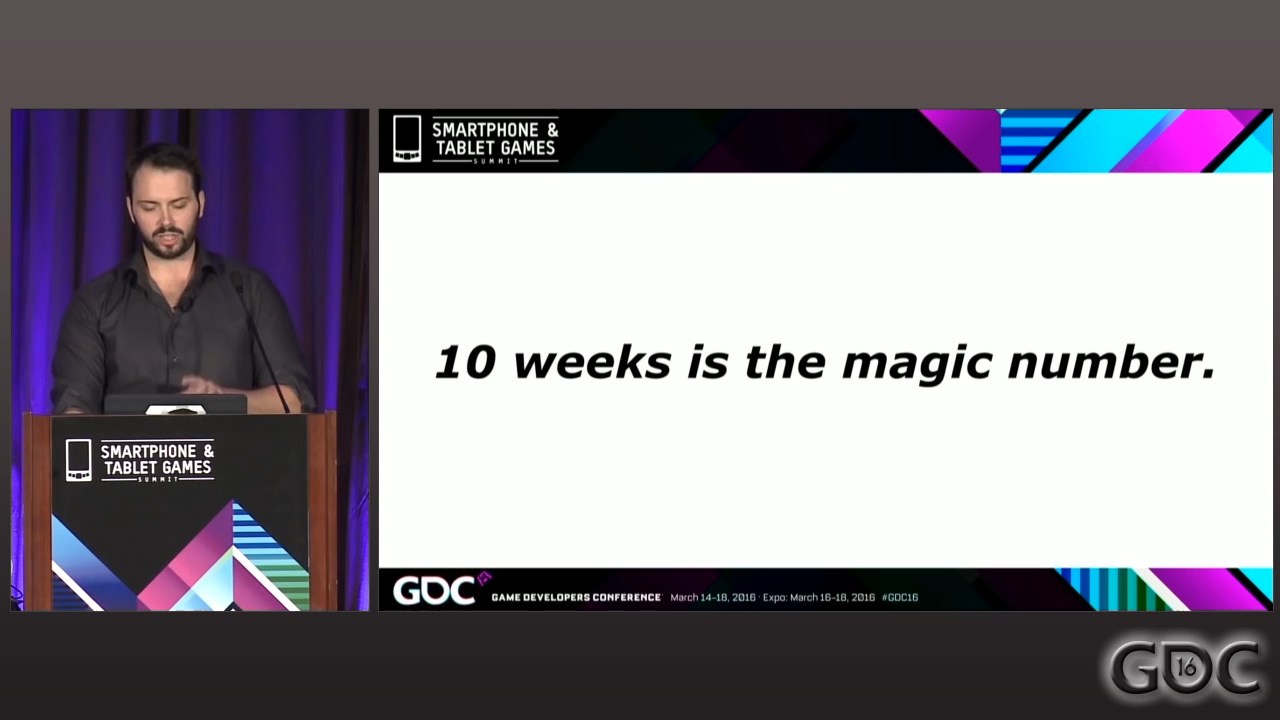 SMARTPHONE &
TABLET GAMES
SUMMIT
10 weeks is the magic number.
SMARTPHONE &
TABLET GAMES
SUMMIT
GDC GAME DEVELOPERS CONFERENCE March 14-18, 2016 · Expo: March 16-18, 2016 #GDC16
GDC 16